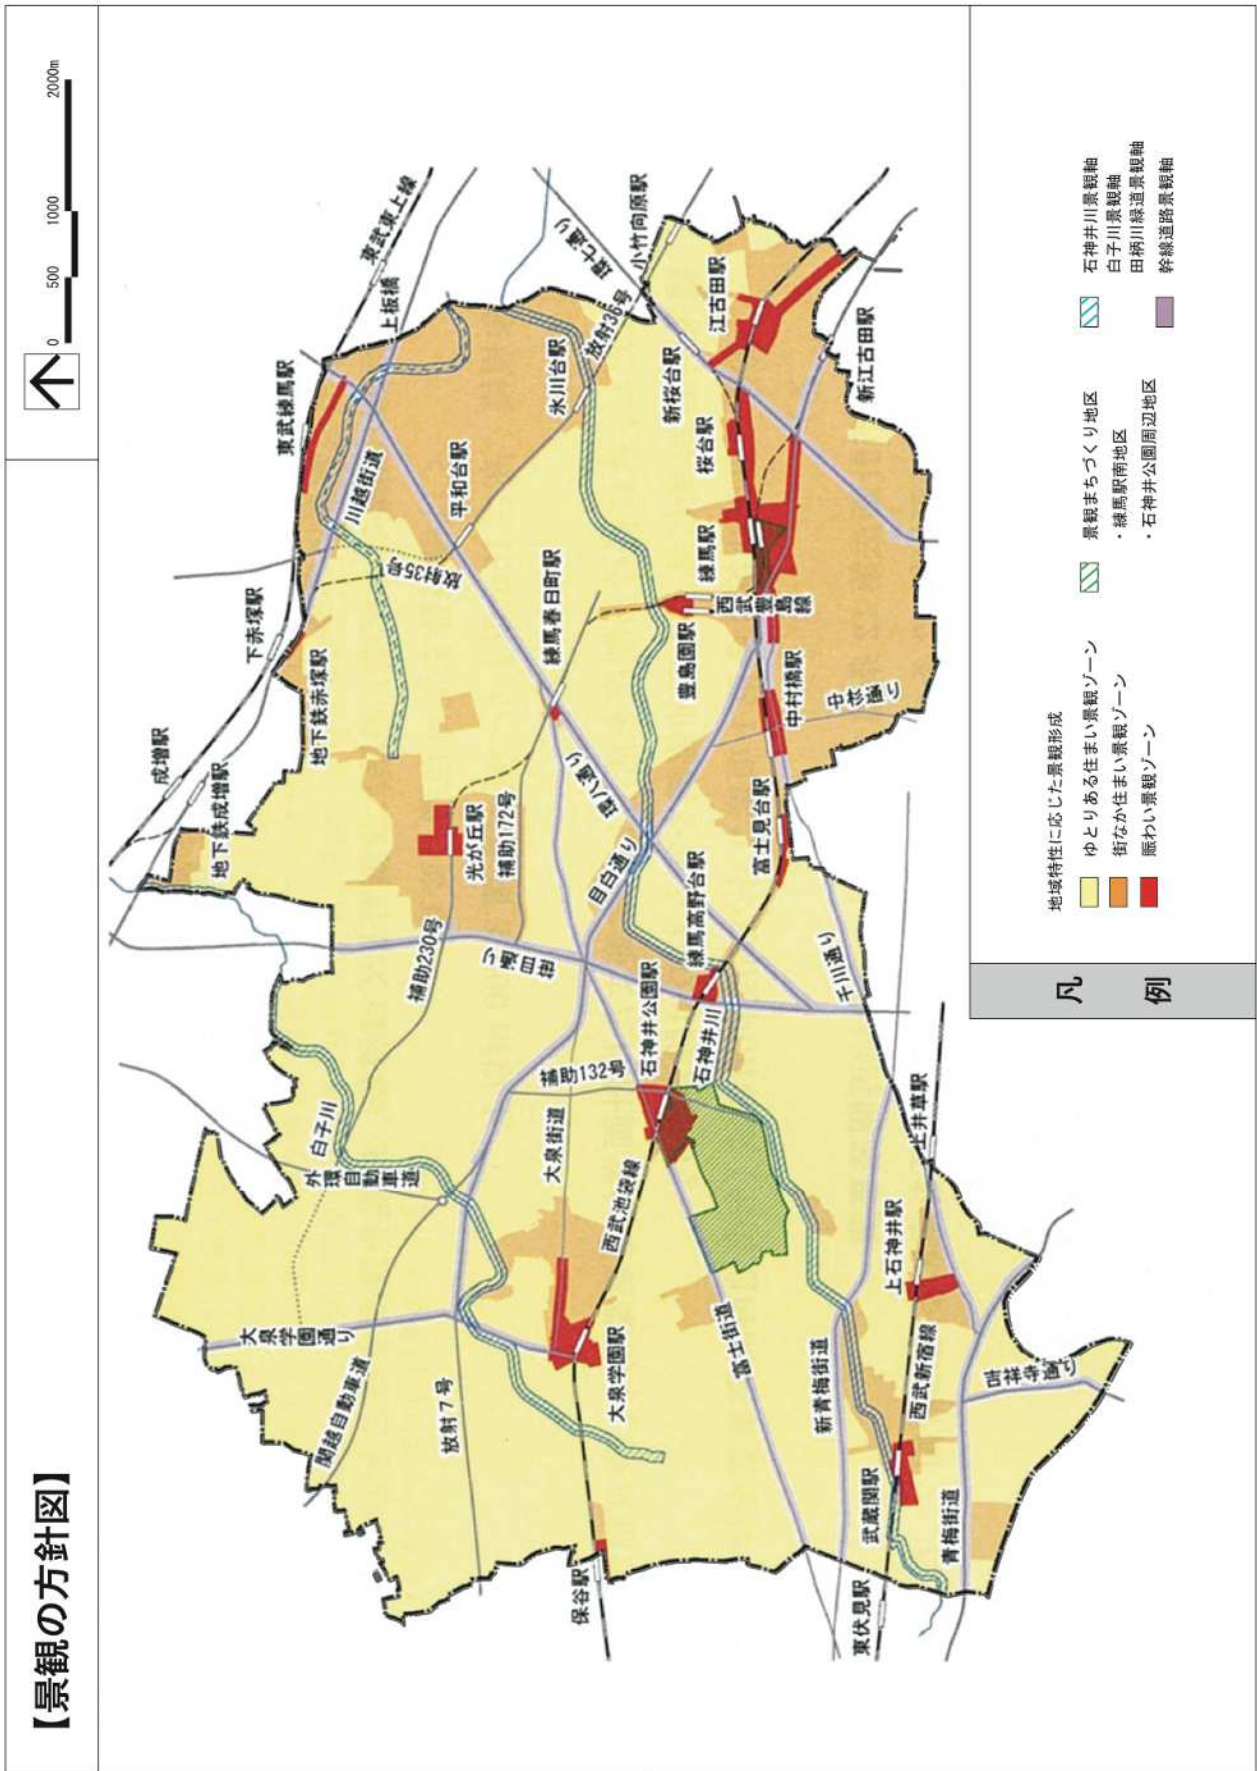 【景観の方針図】
0 500 1000 2000m
東武東上線
上板橋
東武練馬駅
川越街道
下赤塚駅
地下鉄赤塚駅
成増駅
地下鉄成増駅
環七通り
小竹向原駅
放射36号
氷川台駅
平和台駅
放射35号
新桜台駅
江古田駅
新江古田駅
桜台駅
練馬駅
西武豊島線
豊島園駅
練馬春日町駅
中村橋駅
中杉通り
富士見台駅
環八通り
目白通り
光が丘駅
補助172号
補助230号
笹目通り
練馬高野台駅
千川通り
石神井公園駅
石神井川
補助132号
白子川
外環自動車道
大泉街道
西武池袋線
大泉学園通り
関越自動車道
放射7号
大泉学園駅
富士街道
保谷駅
上井草駅
上石神井駅
西武新宿線
新青梅街道
武蔵関駅
青梅街道
吉祥寺通り
東伏見駅
凡例
地域特性に応じた景観形成
ゆとりある住まい景観ゾーン
街なか住まい景観ゾーン
賑わい景観ゾーン
景観まちづくり地区
・練馬駅南地区
・石神井公園周辺地区
石神井川景観軸
白子川景観軸
田柄川緑道景観軸
幹線道路景観軸